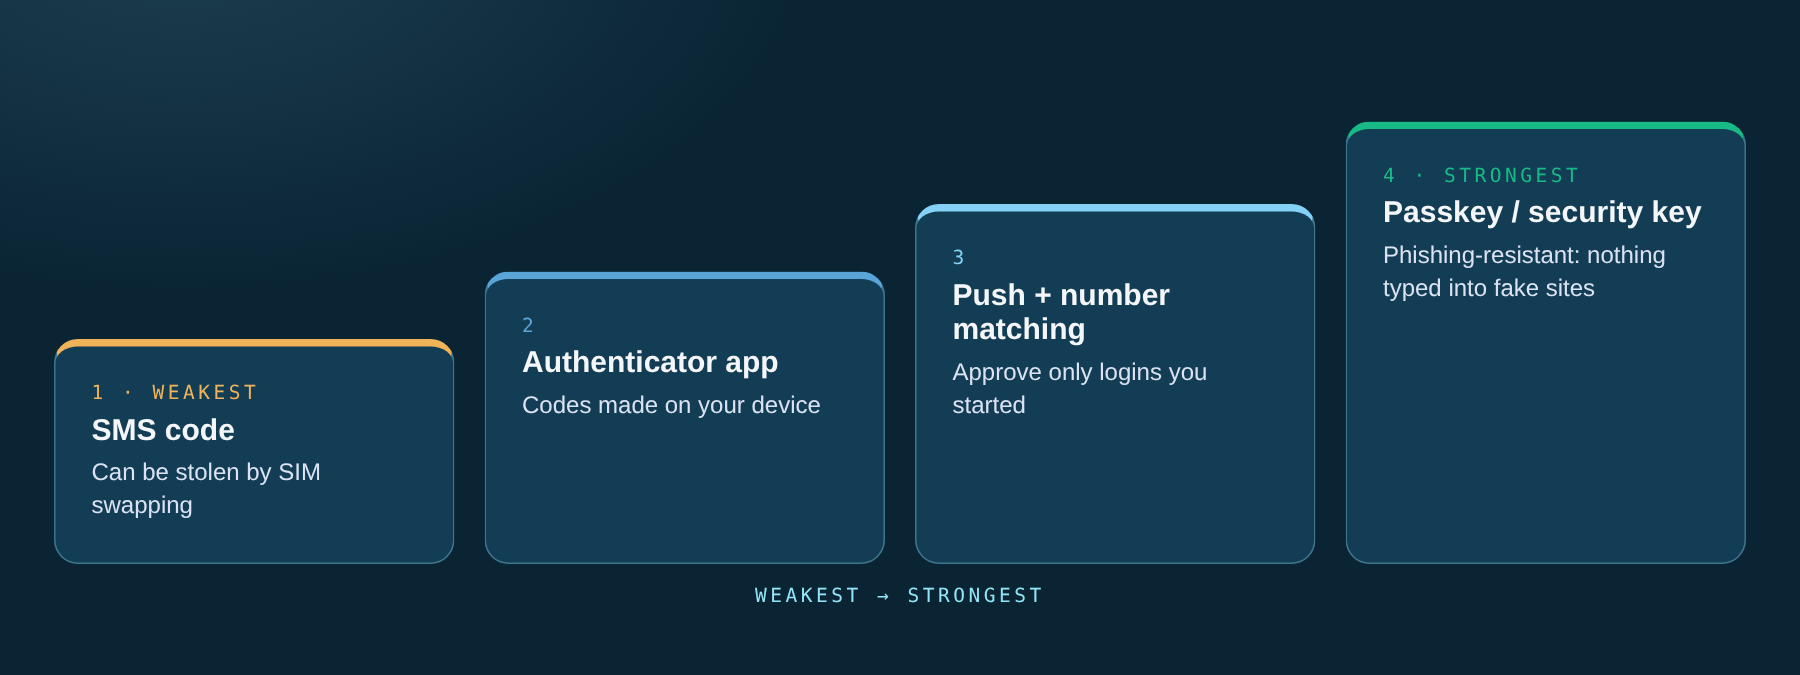 1 · WEAKEST
SMS code
Can be stolen by SIM
swapping
2
Authenticator app
Codes made on your device
3
Push + number
matching
Approve only logins you
started
4 · STRONGEST
Passkey / security key
Phishing-resistant: nothing
typed into fake sites
WEAKEST → STRONGEST